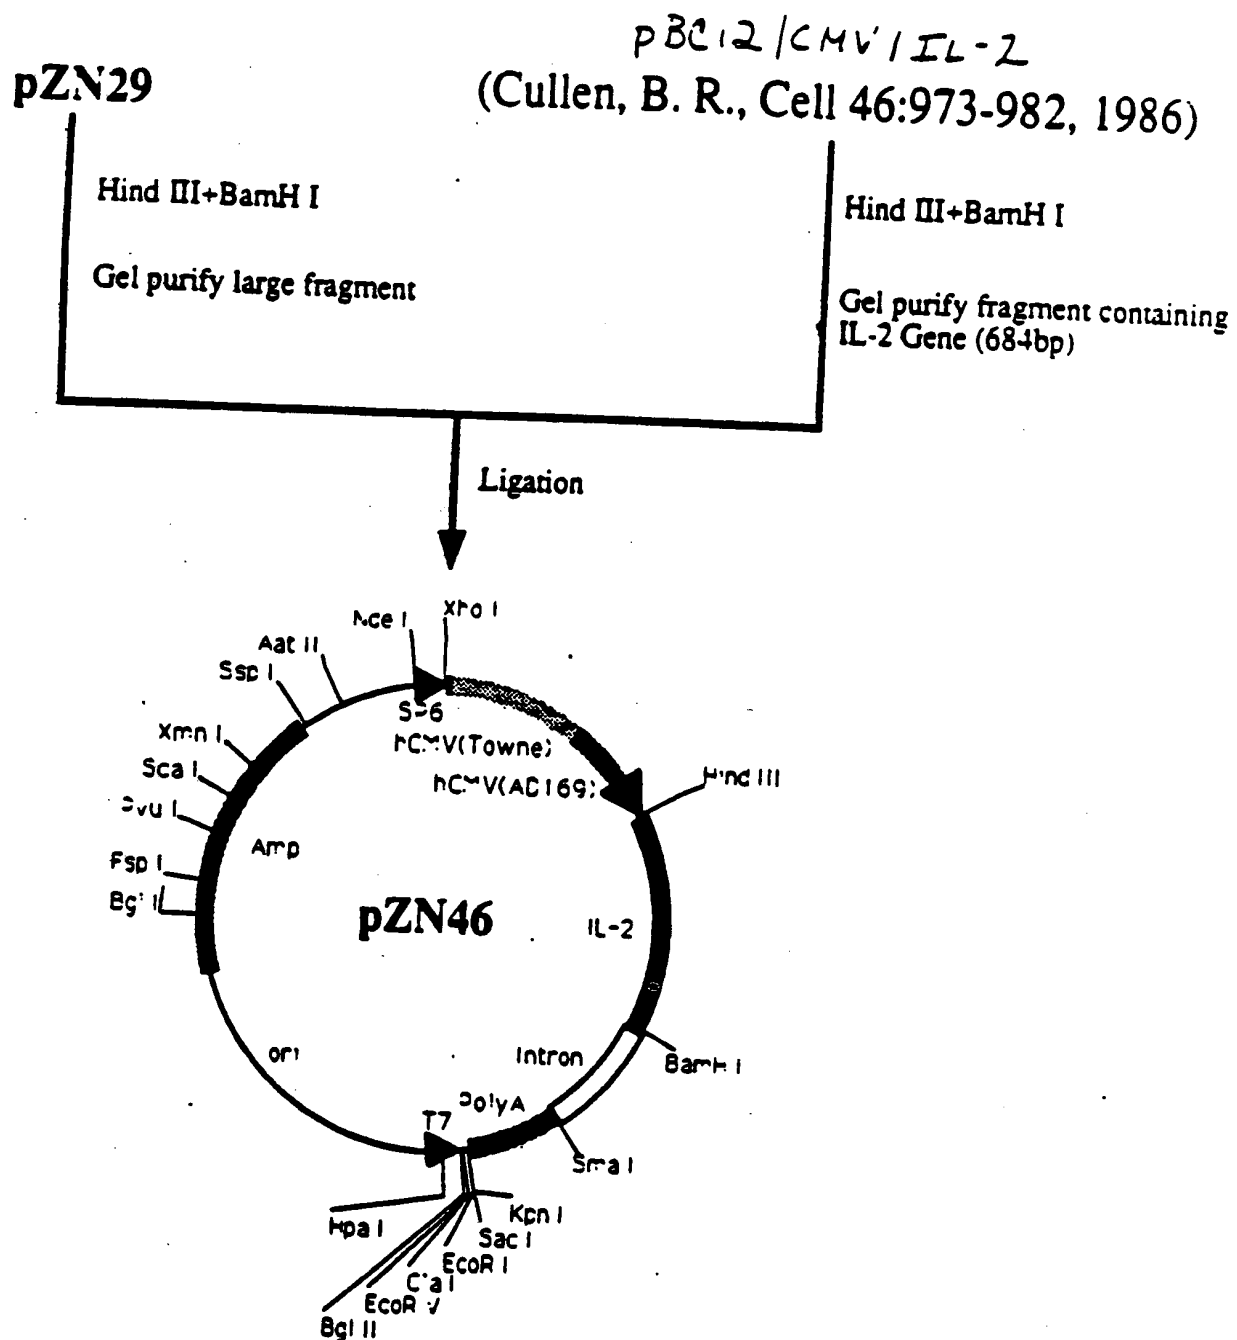 pBC12/CMV/IL-2
pZN29
(Cullen, B. R., Cell 46:973-982, 1986)
Hind III+BamH I
Hind III+BamH I
Gel purify large fragment
Gel purify fragment containing
IL-2 Gene (684bp)
Ligation
Xho I
Aat II
Ssp I
SP6
Xmn I
hCMV(Towne)
Sca I
hCMV(AD169)
Hind III
Pvu I
Amp
Fsp I
Bgl I
pZN46
IL-2
ori
Intron
BamH I
PolyA
T7
Sma I
Hpa I
Kpn I
Sac I
EcoR I
Cla I
EcoR V
Bgl II